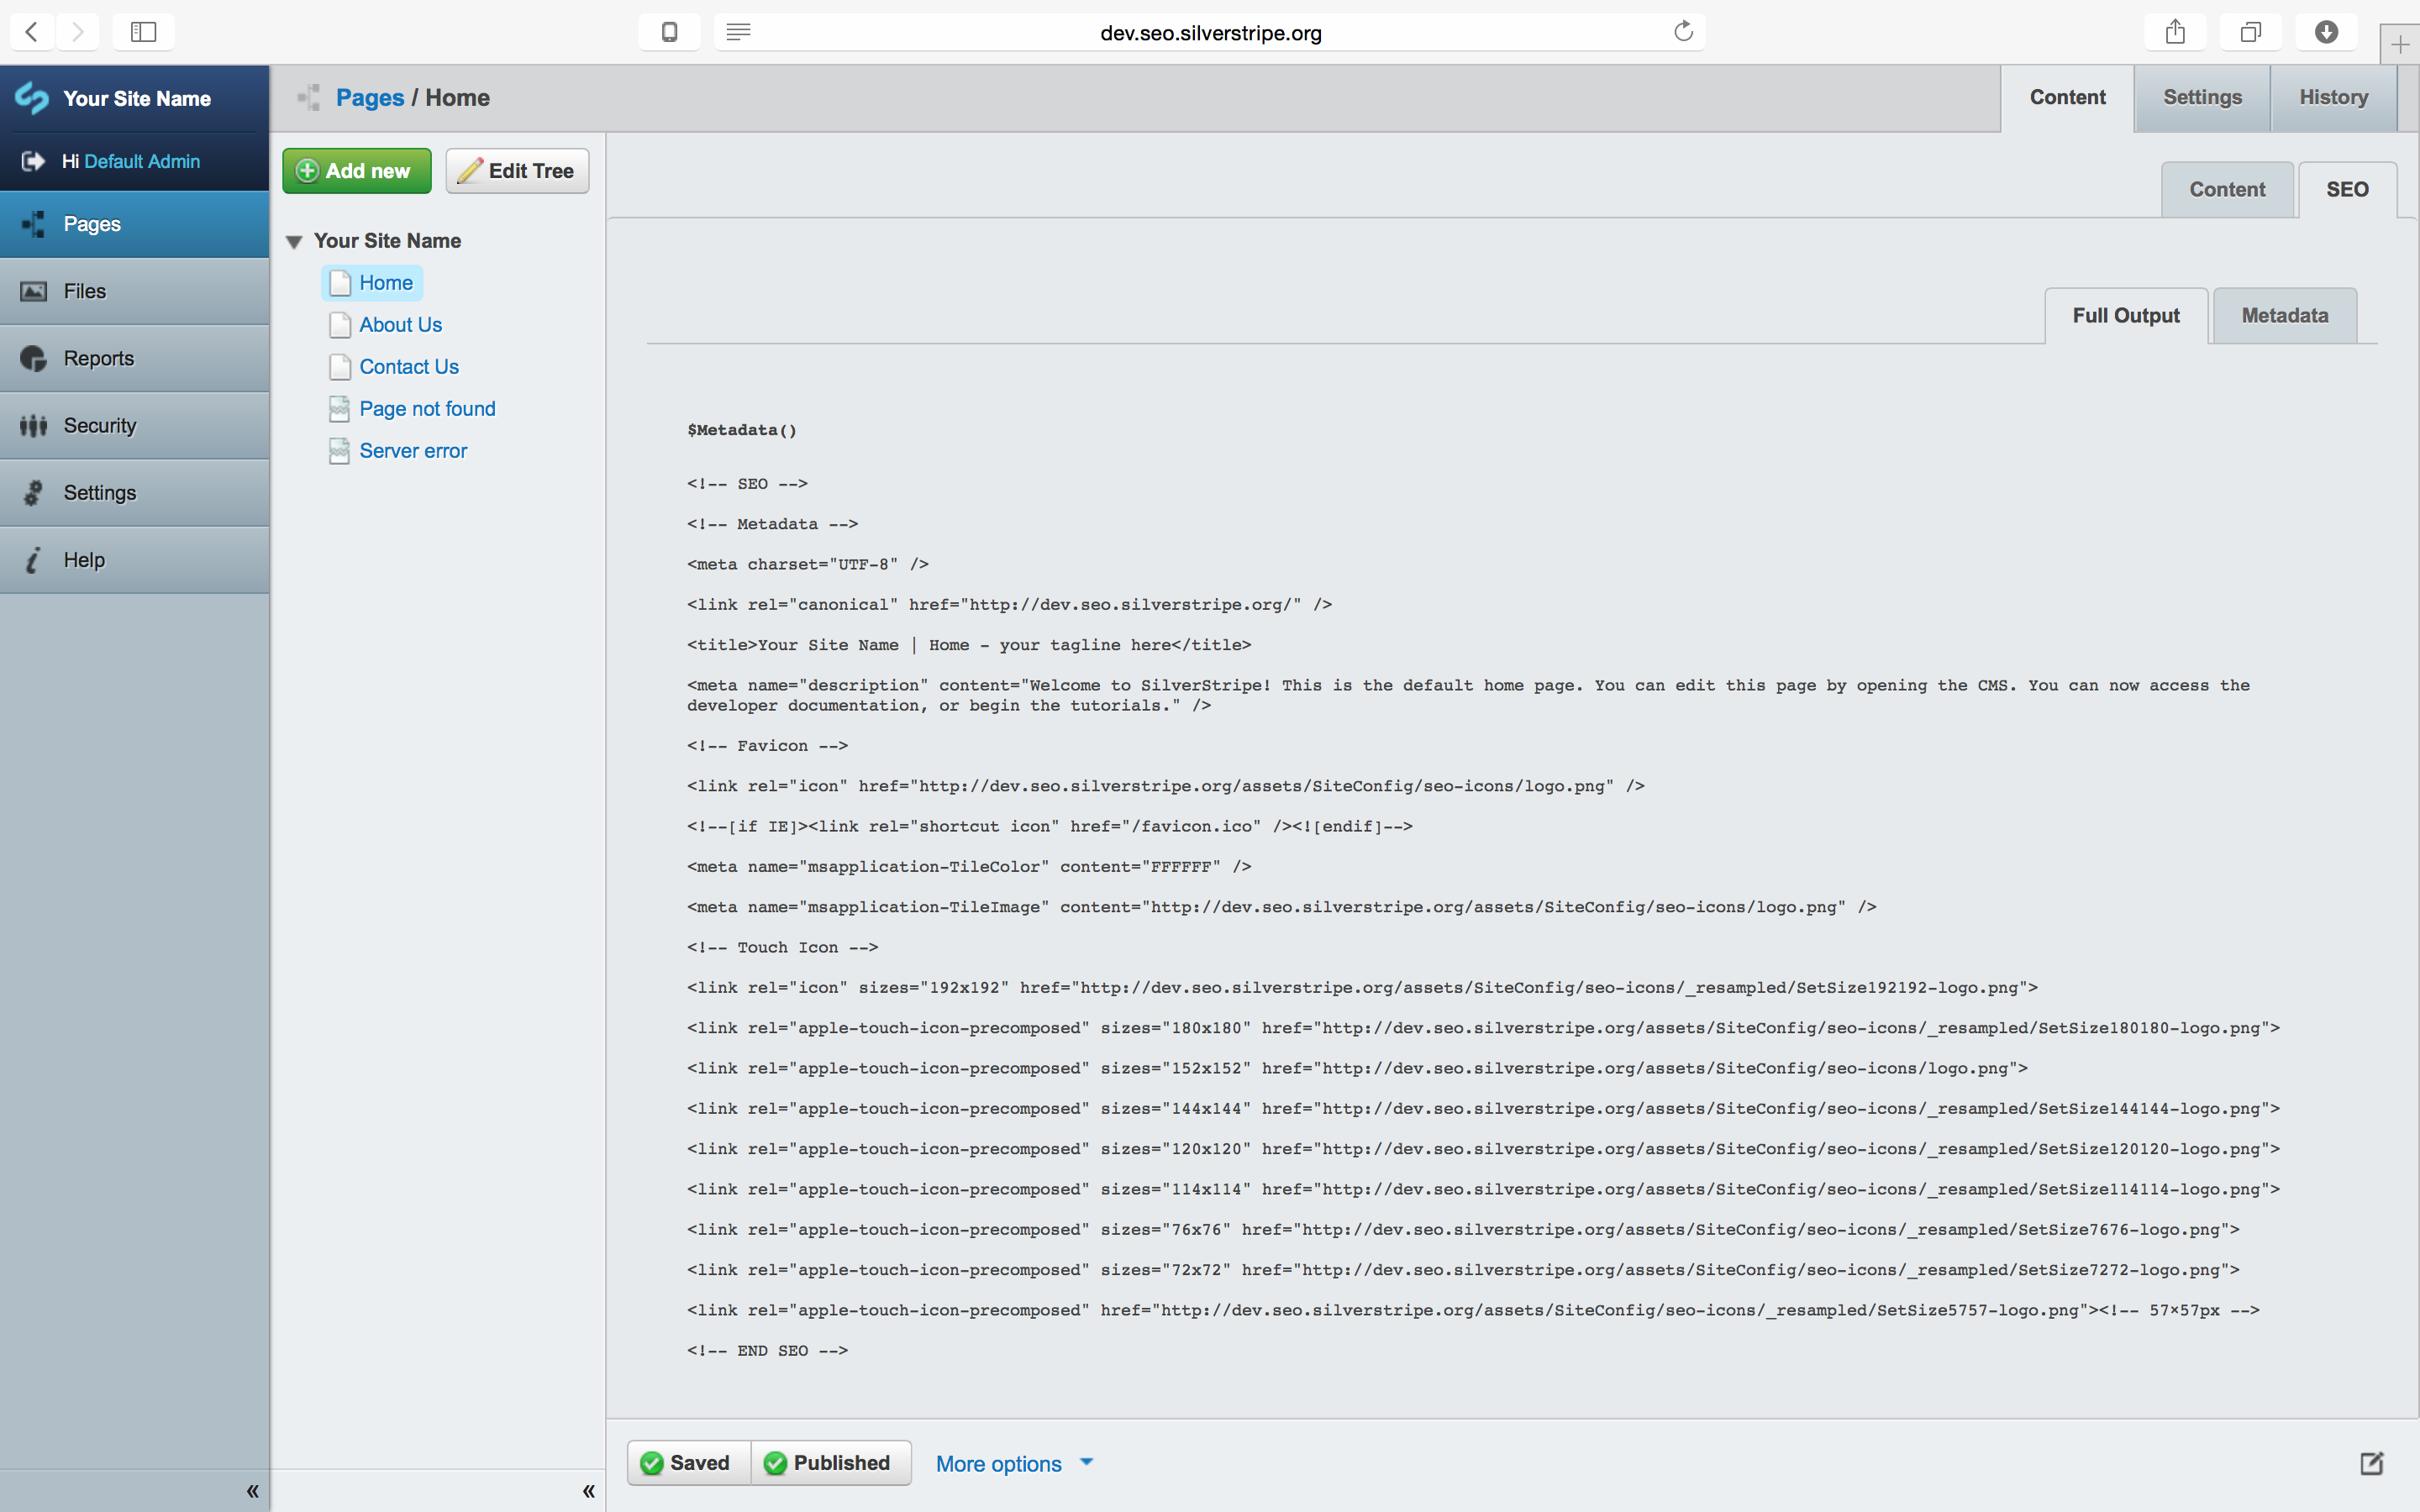 dev.seo.silverstripe.org
Your Site Name
Hi Default Admin
Pages
Files
Reports
Security
Settings
Help
«
Pages / Home
Content
Settings
History
Add new
Edit Tree
Your Site Name
Home
About Us
Contact Us
Page not found
Server error
«
Content
SEO
Full Output
Metadata
$Metadata()
<!-- SEO -->
<!-- Metadata -->
<meta charset="UTF-8" />
<link rel="canonical" href="http://dev.seo.silverstripe.org/" />
<title>Your Site Name | Home - your tagline here</title>
<meta name="description" content="Welcome to SilverStripe! This is the default home page. You can edit this page by opening the CMS. You can now access the
developer documentation, or begin the tutorials." />
<!-- Favicon -->
<link rel="icon" href="http://dev.seo.silverstripe.org/assets/SiteConfig/seo-icons/logo.png" />
<!--[if IE]><link rel="shortcut icon" href="/favicon.ico" /><![endif]-->
<meta name="msapplication-TileColor" content="FFFFFF" />
<meta name="msapplication-TileImage" content="http://dev.seo.silverstripe.org/assets/SiteConfig/seo-icons/logo.png" />
<!-- Touch Icon -->
<link rel="icon" sizes="192x192" href="http://dev.seo.silverstripe.org/assets/SiteConfig/seo-icons/_resampled/SetSize192192-logo.png">
<link rel="apple-touch-icon-precomposed" sizes="180x180" href="http://dev.seo.silverstripe.org/assets/SiteConfig/seo-icons/_resampled/SetSize180180-logo.png">
<link rel="apple-touch-icon-precomposed" sizes="152x152" href="http://dev.seo.silverstripe.org/assets/SiteConfig/seo-icons/logo.png">
<link rel="apple-touch-icon-precomposed" sizes="144x144" href="http://dev.seo.silverstripe.org/assets/SiteConfig/seo-icons/_resampled/SetSize144144-logo.png">
<link rel="apple-touch-icon-precomposed" sizes="120x120" href="http://dev.seo.silverstripe.org/assets/SiteConfig/seo-icons/_resampled/SetSize120120-logo.png">
<link rel="apple-touch-icon-precomposed" sizes="114x114" href="http://dev.seo.silverstripe.org/assets/SiteConfig/seo-icons/_resampled/SetSize114114-logo.png">
<link rel="apple-touch-icon-precomposed" sizes="76x76" href="http://dev.seo.silverstripe.org/assets/SiteConfig/seo-icons/_resampled/SetSize7676-logo.png">
<link rel="apple-touch-icon-precomposed" sizes="72x72" href="http://dev.seo.silverstripe.org/assets/SiteConfig/seo-icons/_resampled/SetSize7272-logo.png">
<link rel="apple-touch-icon-precomposed" href="http://dev.seo.silverstripe.org/assets/SiteConfig/seo-icons/_resampled/SetSize5757-logo.png"><!-- 57×57px -->
<!-- END SEO -->
Saved
Published
More options